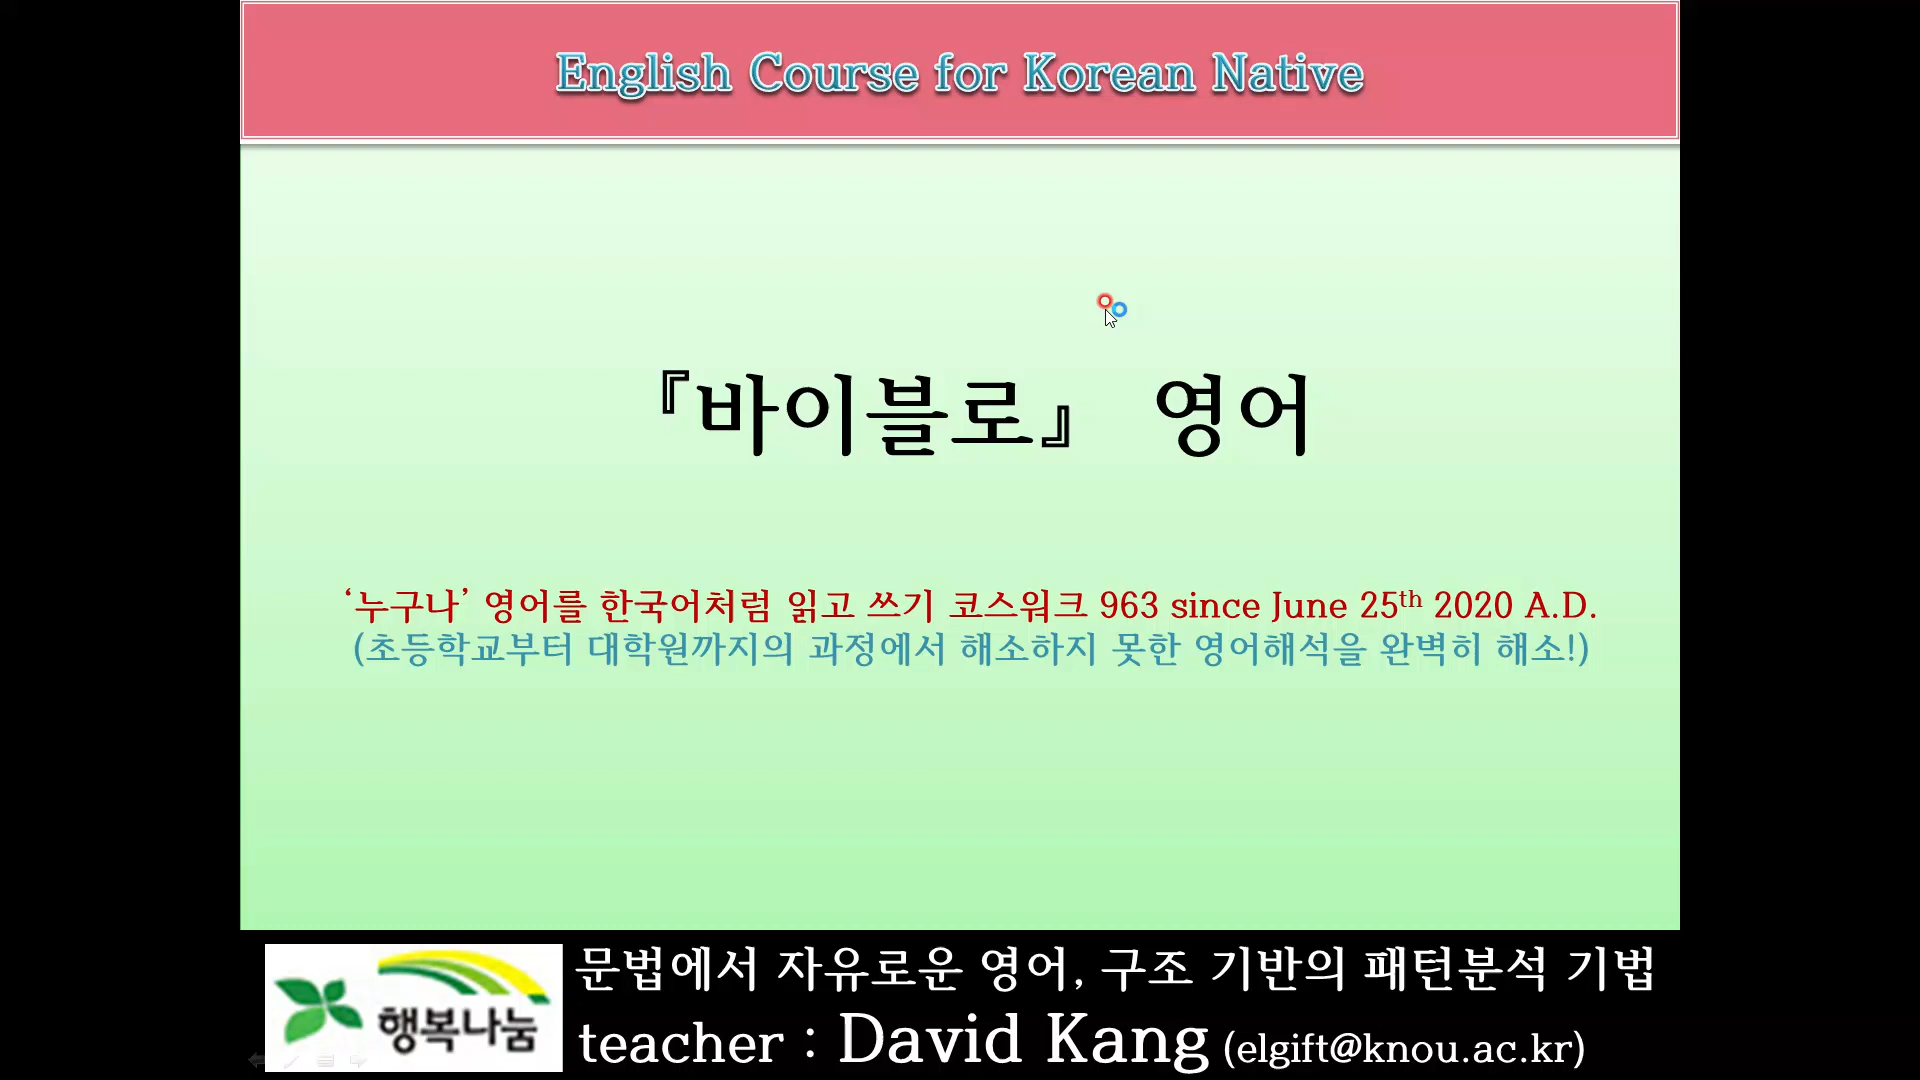 English Course for Korean Native
『바이블로』 영어
‘누구나’ 영어를 한국어처럼 읽고 쓰기 코스워크 963 since June 25th 2020 A.D.
(초등학교부터 대학원까지의 과정에서 해소하지 못한 영어해석을 완벽히 해소!)
행복나눔
문법에서 자유로운 영어, 구조 기반의 패턴분석 기법
teacher : David Kang (elgift@knou.ac.kr)